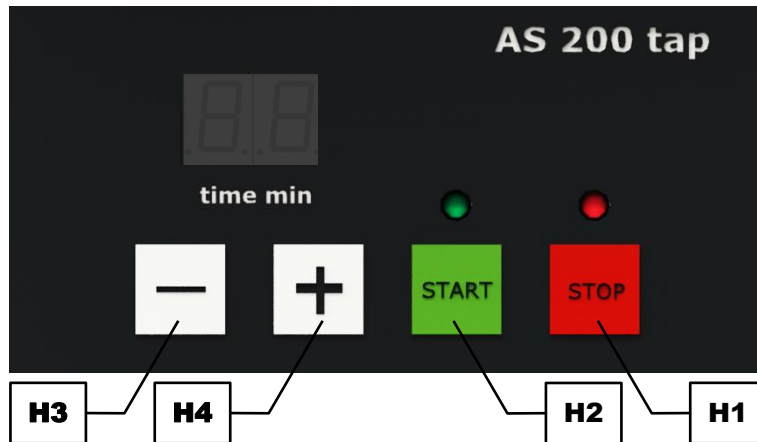 AS 200 tap
time min
− +
START STOP
H3 H4 H2 H1